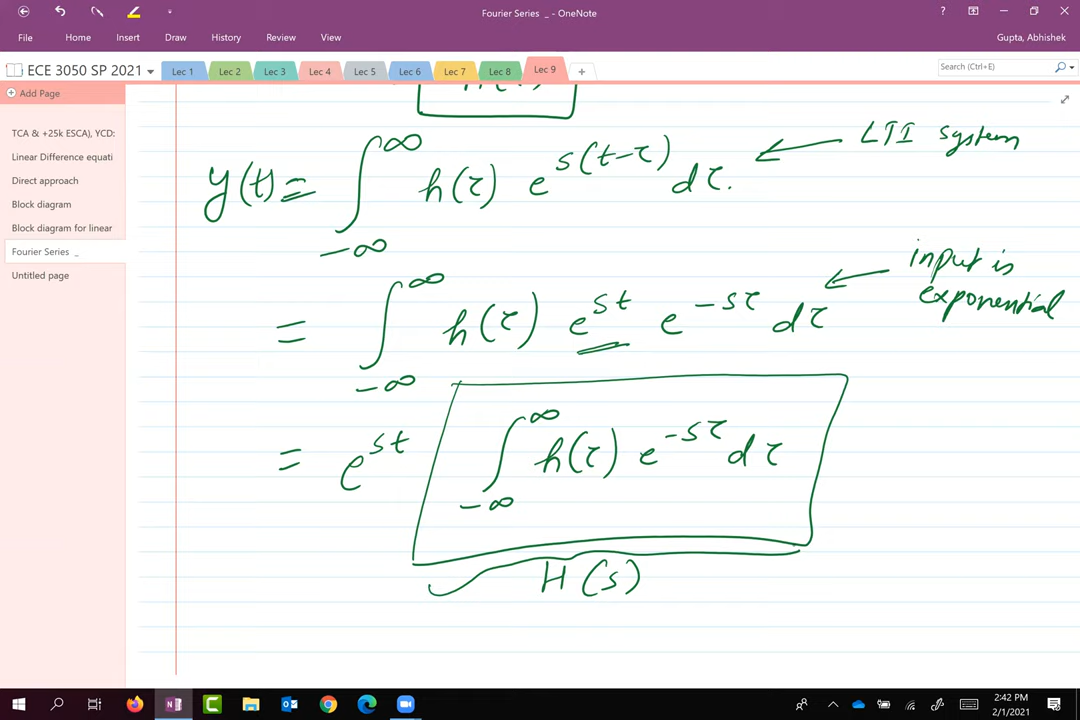 Fourier Series _ - OneNote
File Home Insert Draw History Review View
Gupta, Abhishek
ECE 3050 SP 2021
Lec 1 Lec 2 Lec 3 Lec 4 Lec 5 Lec 6 Lec 7 Lec 8 Lec 9 +
Search (Ctrl+E)
Add Page
TCA & +25k ESCA), YCD:
Linear Difference equati
Direct approach
Block diagram
Block diagram for linear
Fourier Series _
Untitled page
y(t) = ∫_{-∞}^{∞} h(τ) e^{s(t-τ)} dτ. ← LTI system
= ∫_{-∞}^{∞} h(τ) e^{st} e^{-sτ} dτ ← input is
exponential
= e^{st} ∫_{-∞}^{∞} h(τ) e^{-sτ} dτ
H(s)
2:42 PM
2/1/2021